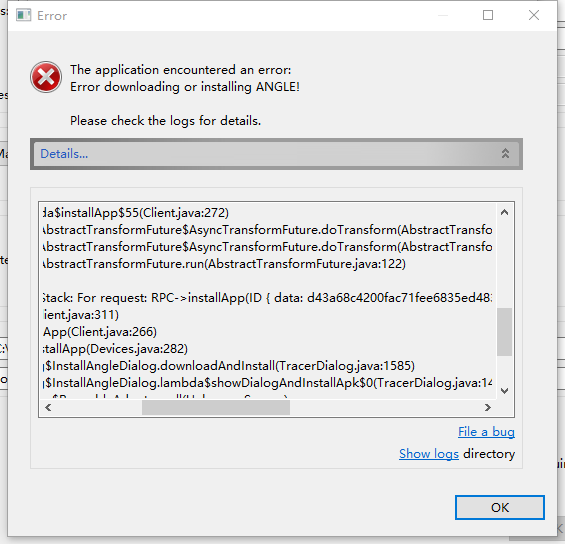 Error
The application encountered an error:
Error downloading or installing ANGLE!
Please check the logs for details.
Details...
da$installApp$55(Client.java:272)
AbstractTransformFuture$AsyncTransformFuture.doTransform(AbstractTransfo
AbstractTransformFuture$AsyncTransformFuture.doTransform(AbstractTransfo
AbstractTransformFuture.run(AbstractTransformFuture.java:122)
Stack: For request: RPC->installApp(ID { data: d43a68c4200fac71fee6835ed483
ient.java:311)
App(Client.java:266)
stallApp(Devices.java:282)
g$InstallAngleDialog.downloadAndInstall(TracerDialog.java:1585)
g$InstallAngleDialog.lambda$showDialogAndInstallApk$0(TracerDialog.java:14
File a bug
Show logs directory
OK